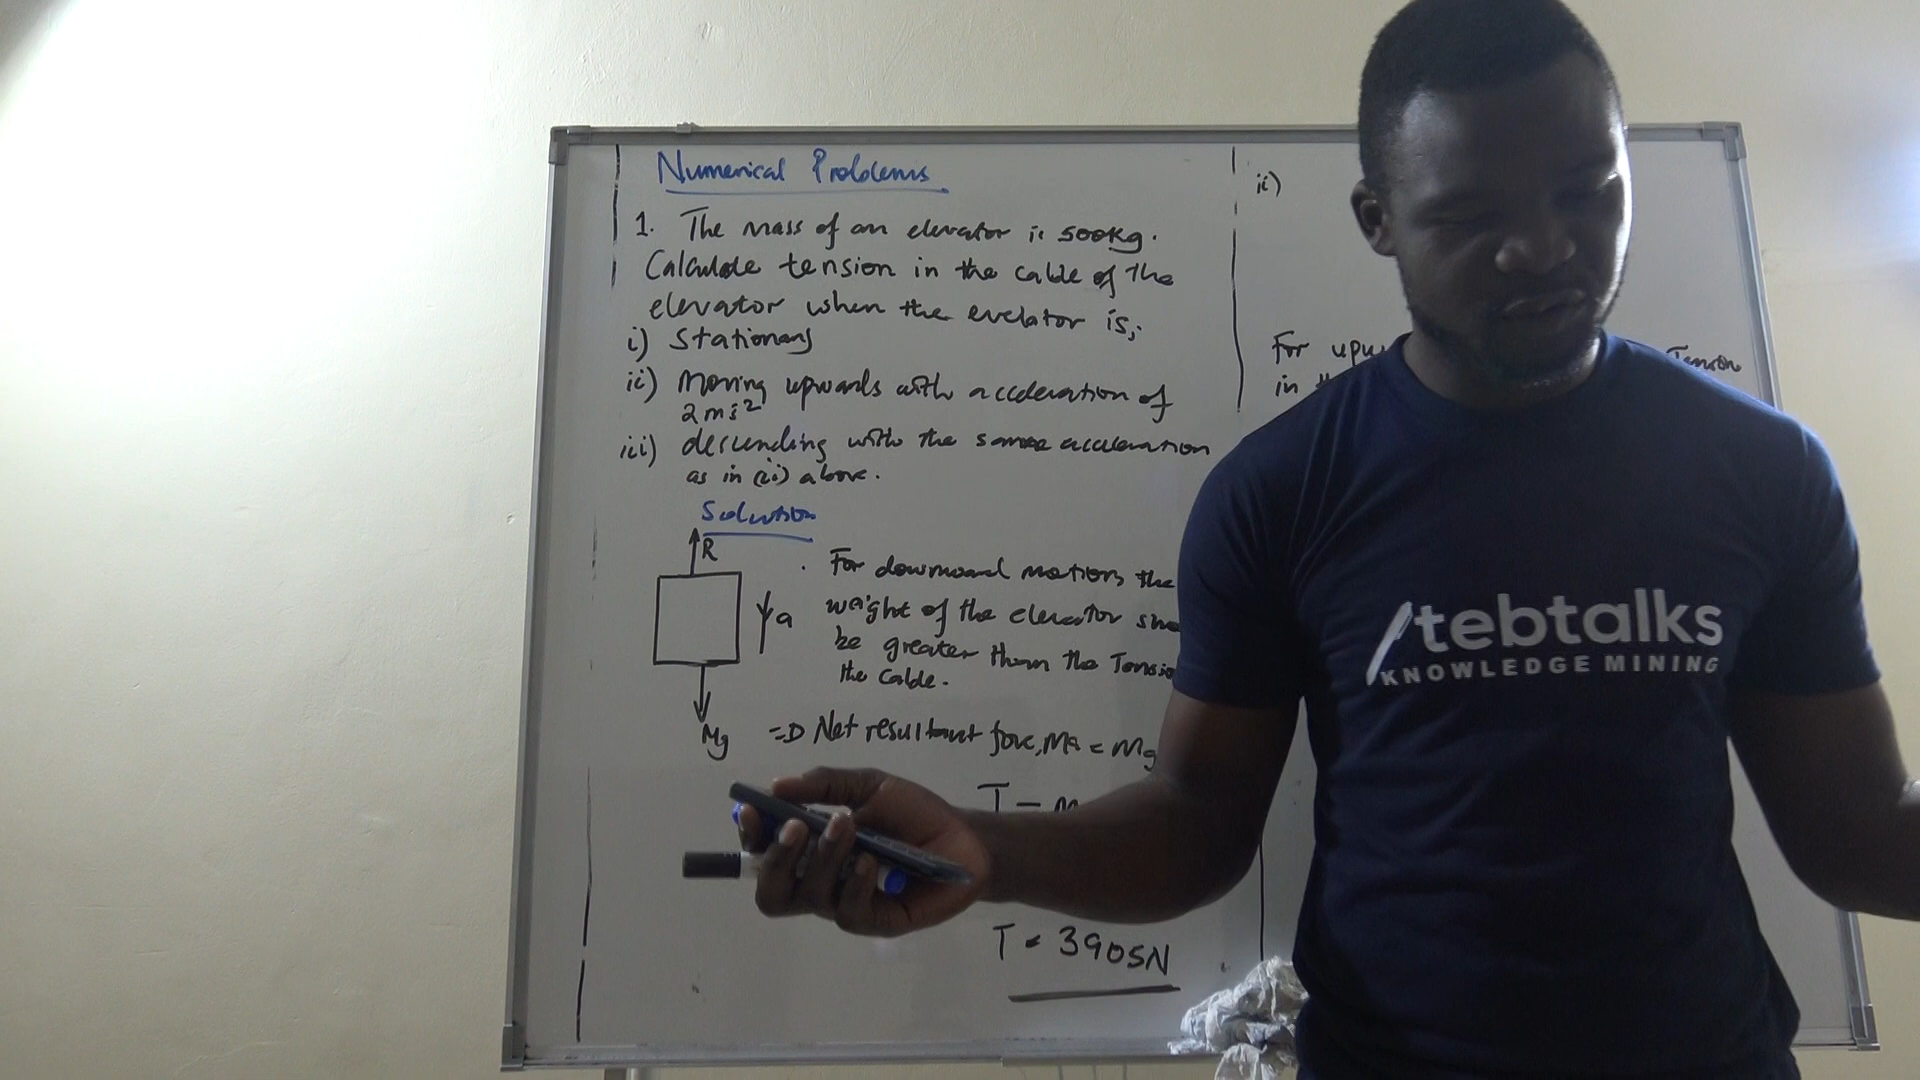 Numerical Problems
1. The mass of an elevator is 500kg.
Calculate tension in the cable of the
elevator when the evelator is;
i) Stationary
ii) Moving upwards with acceleration of
2ms⁻²
iii) descending with the same acceleration
as in (ii) above.
Solution
R
a
Mg
For downward motion, the
weight of the elevator
be greater than the
the Cable.
=D Net resultant force, Ma = Mg
T -
T = 3905N
ii)
For
Tension
in
tebtalks
KNOWLEDGE MINING